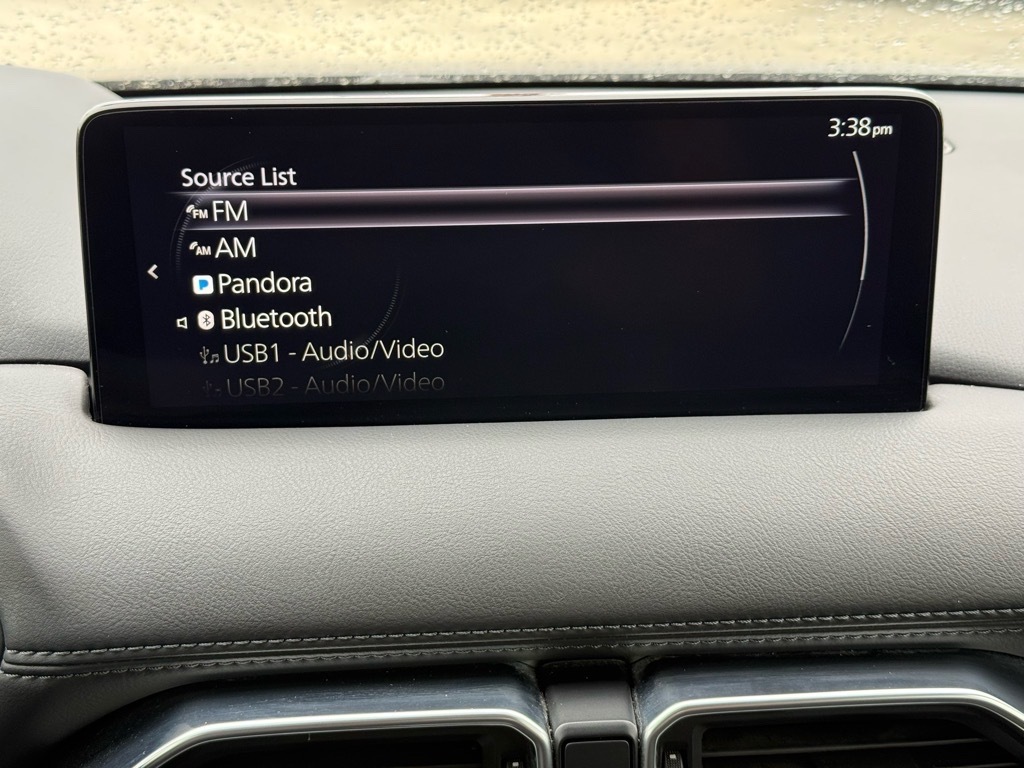 3:38pm
Source List
FM FM
AM AM
Pandora
Bluetooth
USB1 - Audio/Video
USB2 - Audio/Video